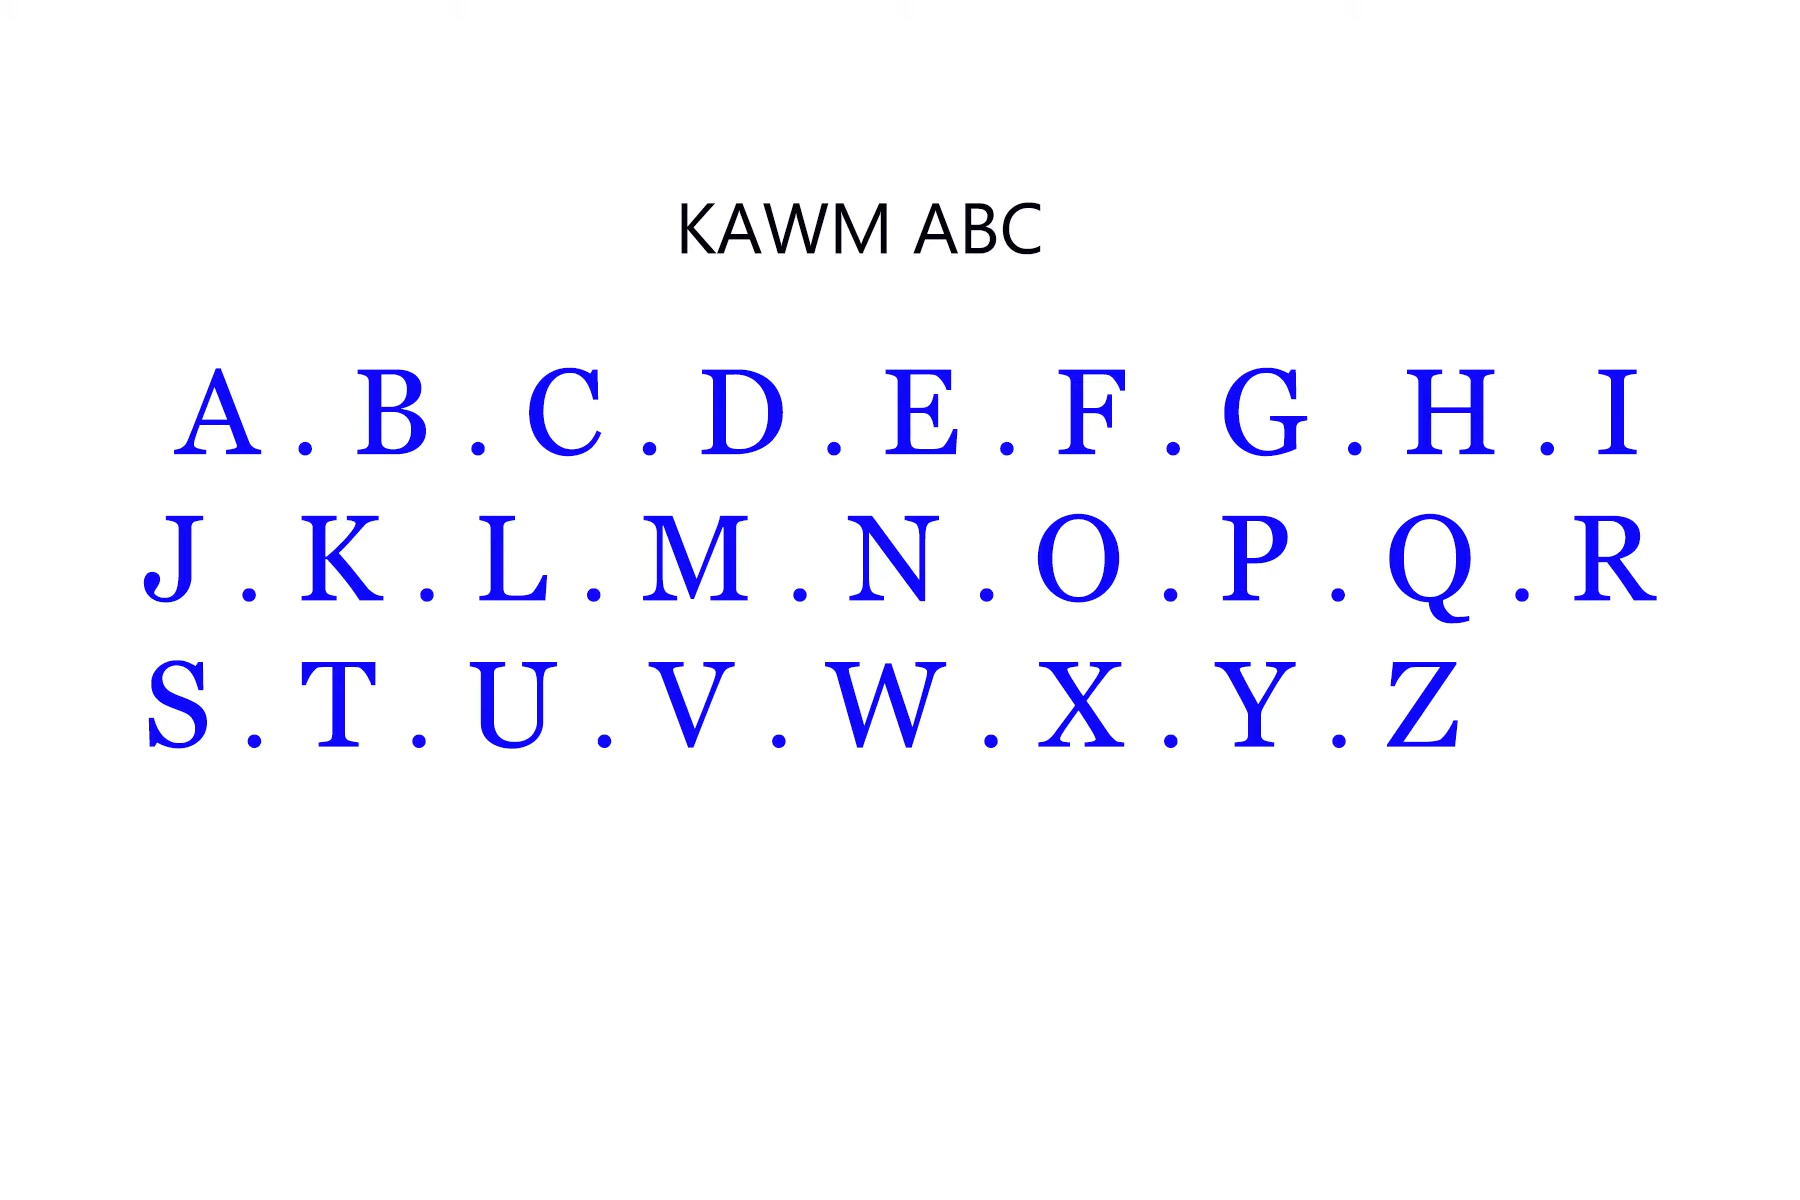 KAWM ABC
A . B . C . D . E . F . G . H . I
J . K . L . M . N . O . P . Q . R
S . T . U . V . W . X . Y . Z